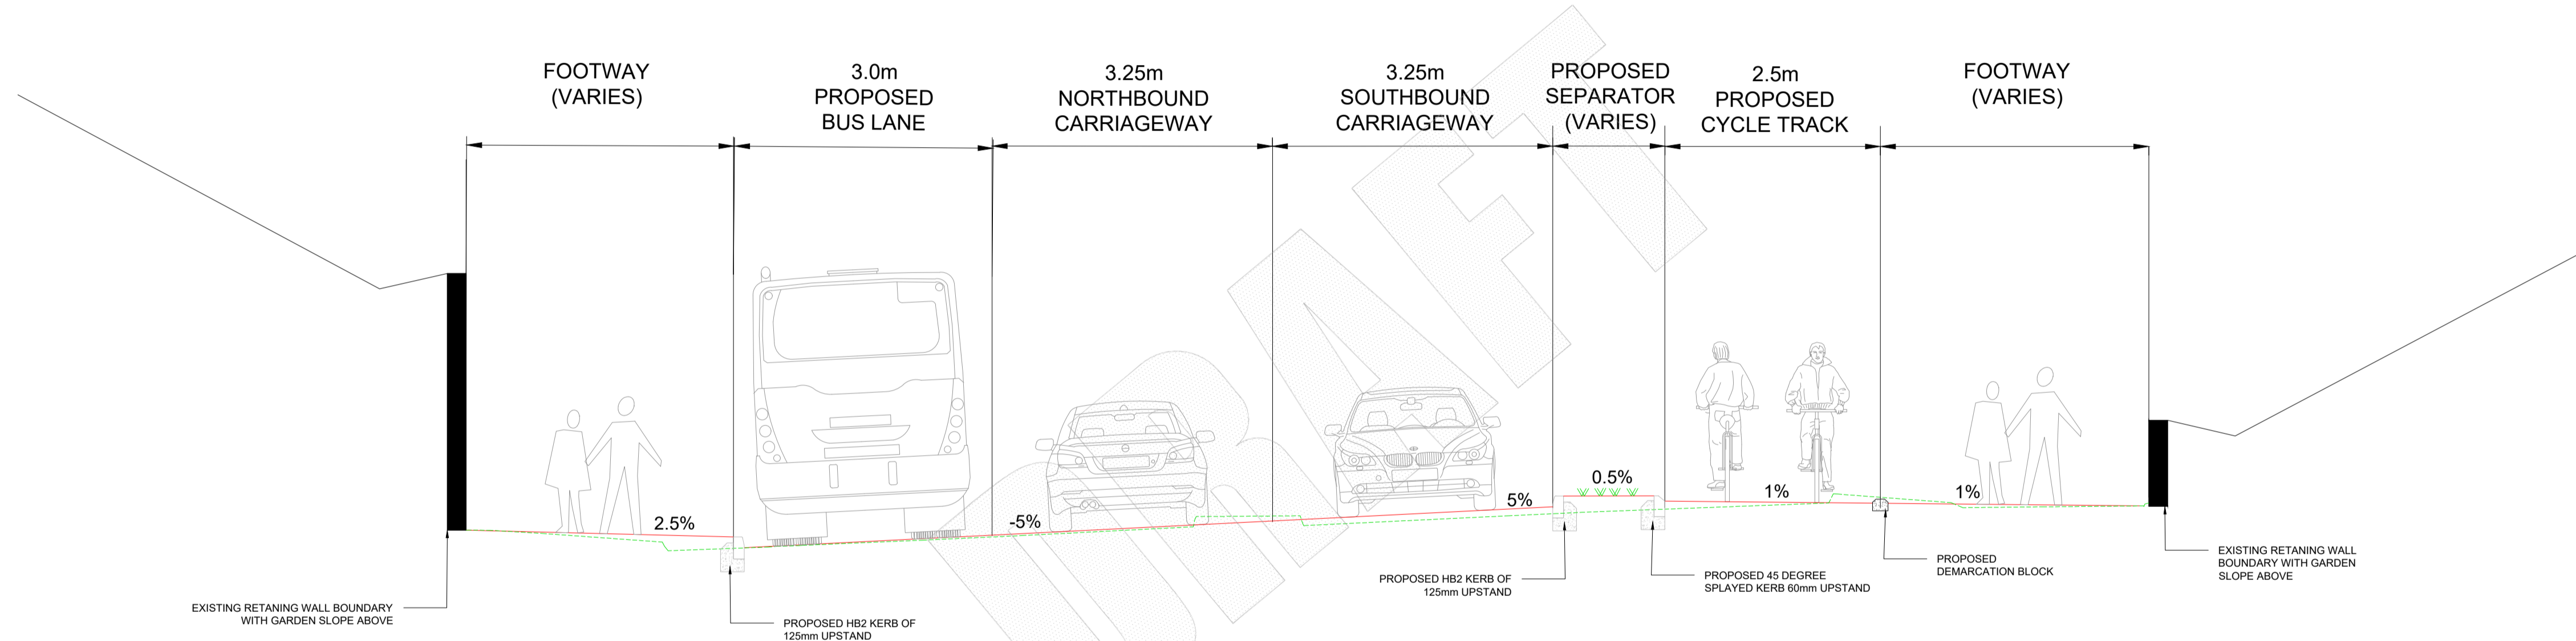 FOOTWAY
(VARIES)
3.0m
PROPOSED
BUS LANE
3.25m
NORTHBOUND
CARRIAGEWAY
3.25m
SOUTHBOUND
CARRIAGEWAY
PROPOSED
SEPARATOR
(VARIES)
2.5m
PROPOSED
CYCLE TRACK
FOOTWAY
(VARIES)
DRAFT
2.5%
-5%
5%
0.5%
1%
1%
EXISTING RETANING WALL BOUNDARY
WITH GARDEN SLOPE ABOVE
PROPOSED HB2 KERB OF
125mm UPSTAND
PROPOSED HB2 KERB OF
125mm UPSTAND
PROPOSED 45 DEGREE
SPLAYED KERB 60mm UPSTAND
PROPOSED
DEMARCATION BLOCK
EXISTING RETANING WALL
BOUNDARY WITH GARDEN
SLOPE ABOVE